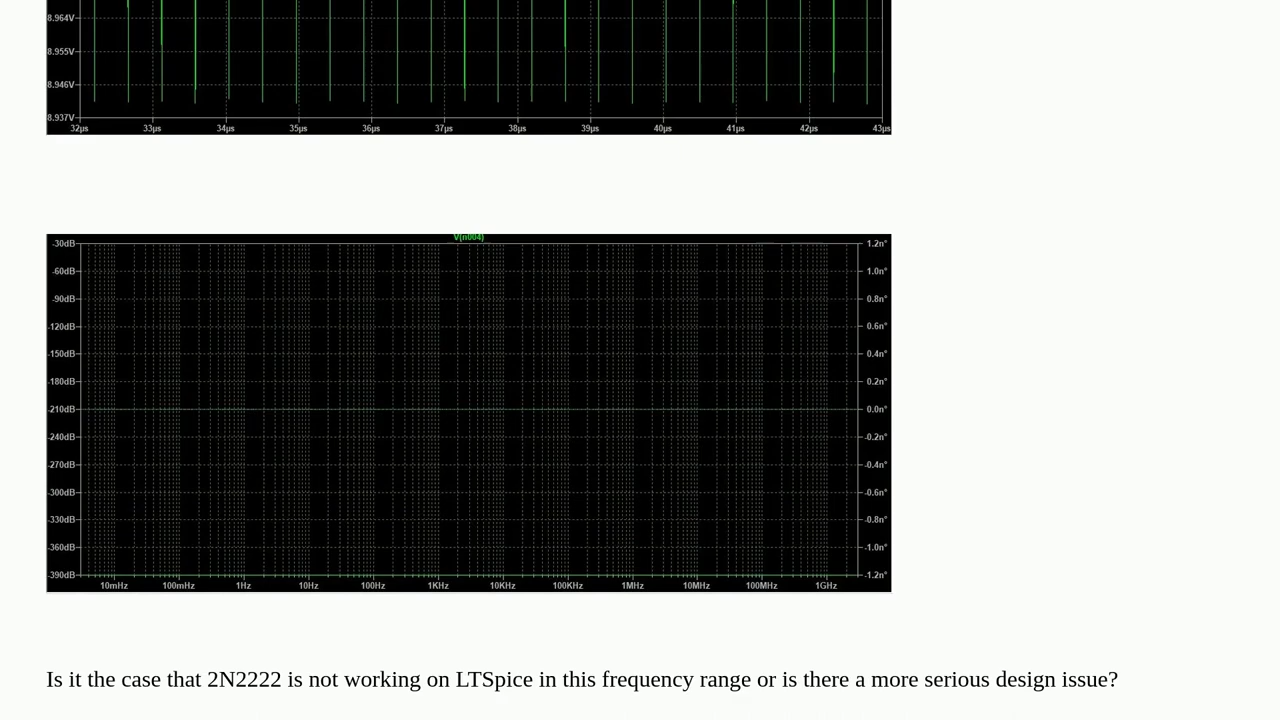 8.964V
8.955V
8.946V
8.937V
32µs 33µs 34µs 35µs 36µs 37µs 38µs 39µs 40µs 41µs 42µs 43µs
V(n004)
-30dB 1.2n°
-60dB 1.0n°
-90dB 0.8n°
-120dB 0.6n°
-150dB 0.4n°
-180dB 0.2n°
-210dB 0.0n°
-240dB -0.2n°
-270dB -0.4n°
-300dB -0.6n°
-330dB -0.8n°
-360dB -1.0n°
-390dB -1.2n°
10mHz 100mHz 1Hz 10Hz 100Hz 1KHz 10KHz 100KHz 1MHz 10MHz 100MHz 1GHz
Is it the case that 2N2222 is not working on LTSpice in this frequency range or is there a more serious design issue?